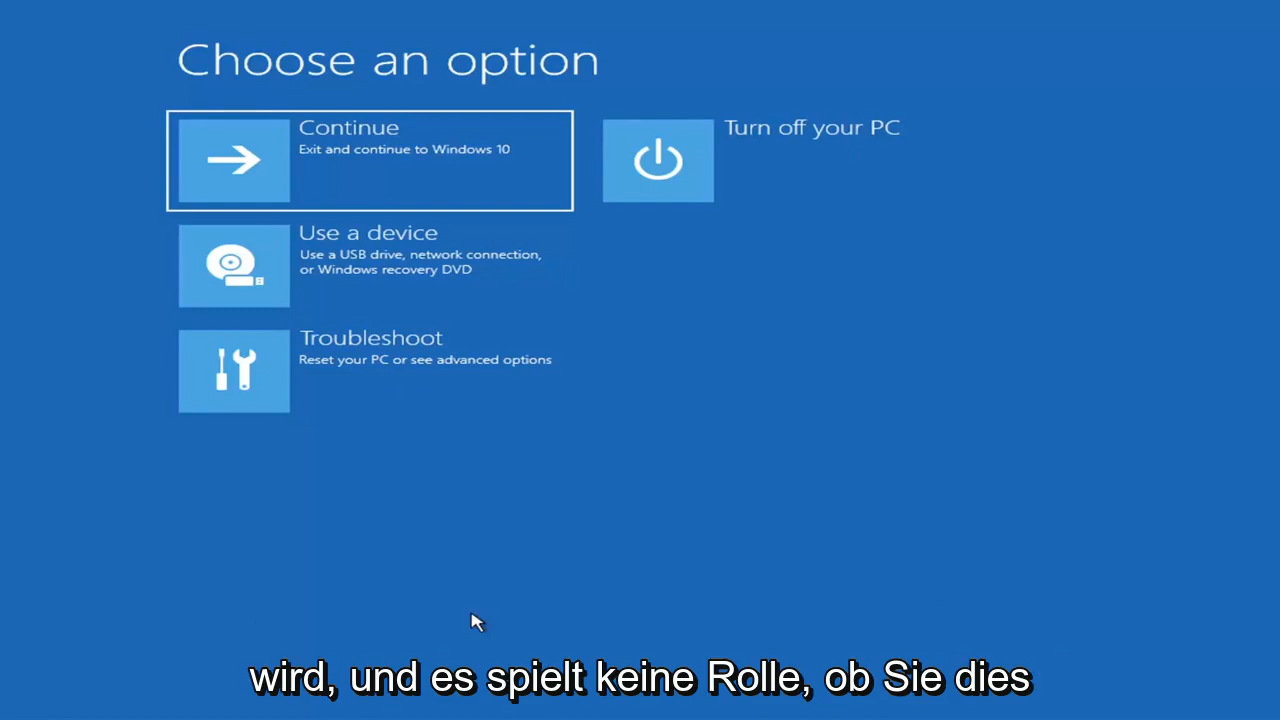 Choose an option
Continue
Exit and continue to Windows 10
Turn off your PC
Use a device
Use a USB drive, network connection,
or Windows recovery DVD
Troubleshoot
Reset your PC or see advanced options
wird, und es spielt keine Rolle, ob Sie dies